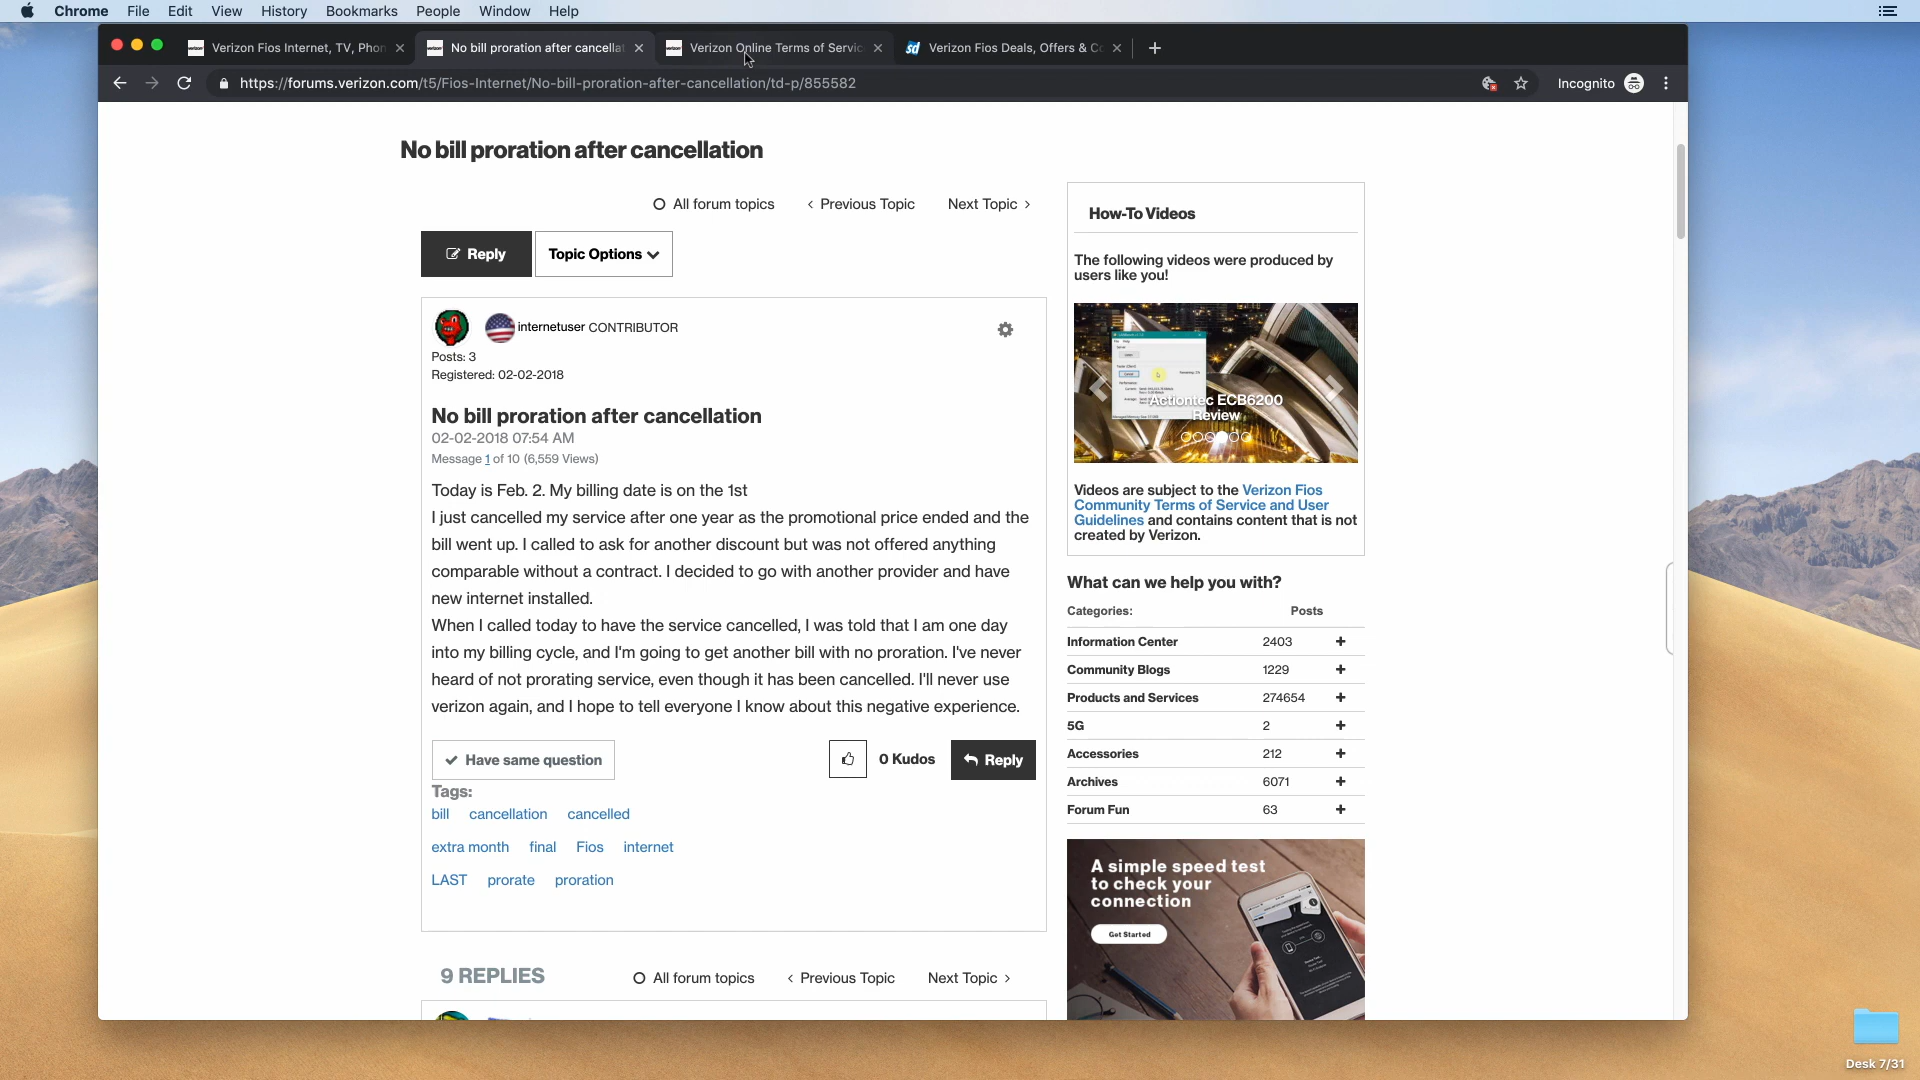 Chrome File Edit View History Bookmarks People Window Help
Verizon Fios Internet, TV, Phon
No bill proration after cancellat
Verizon Online Terms of Servic
Verizon Fios Deals, Offers & Co
https://forums.verizon.com/t5/Fios-Internet/No-bill-proration-after-cancellation/td-p/855582
Incognito
No bill proration after cancellation
All forum topics
Previous Topic
Next Topic
Reply
Topic Options
internetuser CONTRIBUTOR
Posts: 3
Registered: 02-02-2018
No bill proration after cancellation
02-02-2018 07:54 AM
Message 1 of 10 (6,559 Views)
Today is Feb. 2. My billing date is on the 1st
I just cancelled my service after one year as the promotional price ended and the
bill went up. I called to ask for another discount but was not offered anything
comparable without a contract. I decided to go with another provider and have
new internet installed.
When I called today to have the service cancelled, I was told that I am one day
into my billing cycle, and I'm going to get another bill with no proration. I've never
heard of not prorating service, even though it has been cancelled. I'll never use
verizon again, and I hope to tell everyone I know about this negative experience.
Have same question
0 Kudos
Reply
Tags:
bill cancellation cancelled
extra month final Fios internet
LAST prorate proration
9 REPLIES
All forum topics
Previous Topic
Next Topic
How-To Videos
The following videos were produced by
users like you!
Actiontec ECB6200
Review
Videos are subject to the Verizon Fios
Community Terms of Service and User
Guidelines and contains content that is not
created by Verizon.
What can we help you with?
Categories: Posts
Information Center 2403
Community Blogs 1229
Products and Services 274654
5G 2
Accessories 212
Archives 6071
Forum Fun 63
A simple speed test
to check your
connection
Get Started
Desk 7/31